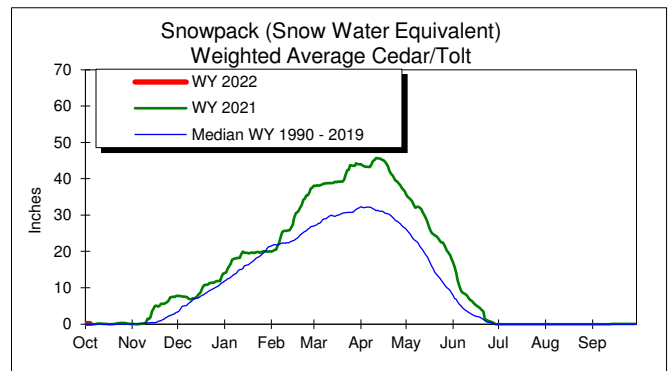 Snowpack (Snow Water Equivalent)
Weighted Average Cedar/Tolt
70
60
50
40
30
20
10
0
Inches
WY 2022
WY 2021
Median WY 1990 - 2019
Oct Nov Dec Jan Feb Mar Apr May Jun Jul Aug Sep